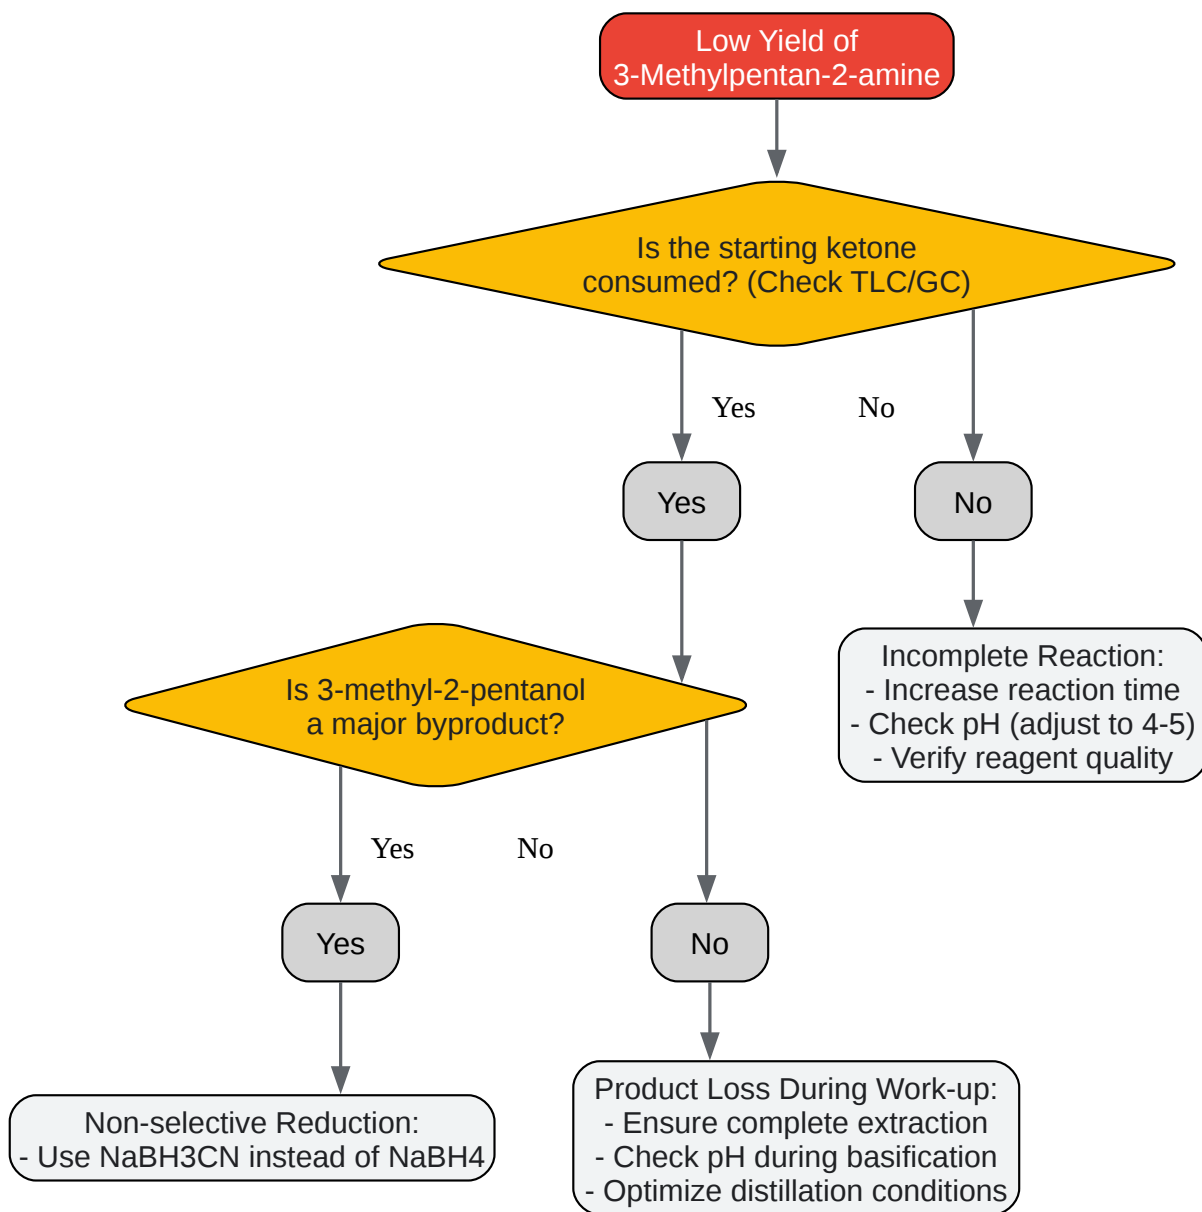 Low Yield of
3-Methylpentan-2-amine
Is the starting ketone
consumed? (Check TLC/GC)
Yes
No
Yes
No
Incomplete Reaction:
- Increase reaction time
- Check pH (adjust to 4-5)
- Verify reagent quality
Is 3-methyl-2-pentanol
a major byproduct?
Yes
No
Yes
No
Non-selective Reduction:
- Use NaBH3CN instead of NaBH4
Product Loss During Work-up:
- Ensure complete extraction
- Check pH during basification
- Optimize distillation conditions